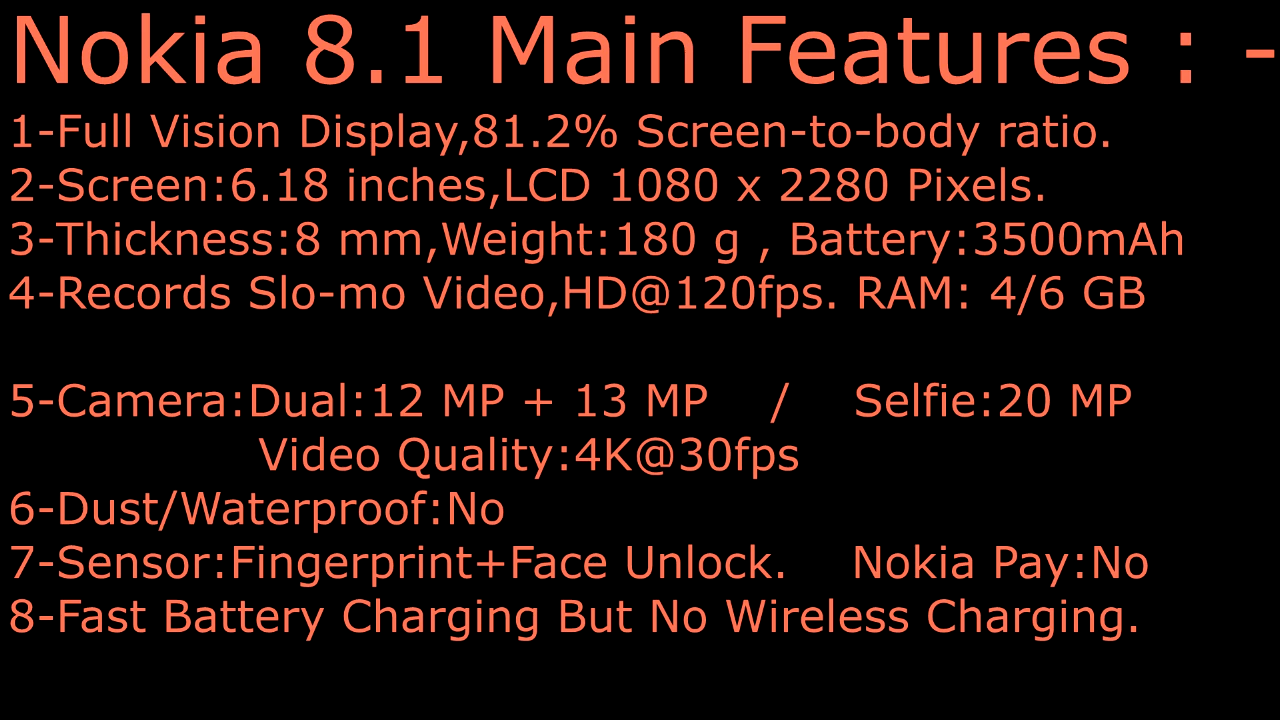 Nokia 8.1 Main Features : -
1-Full Vision Display,81.2% Screen-to-body ratio.
2-Screen:6.18 inches,LCD 1080 x 2280 Pixels.
3-Thickness:8 mm,Weight:180 g , Battery:3500mAh
4-Records Slo-mo Video,HD@120fps. RAM: 4/6 GB
5-Camera:Dual:12 MP + 13 MP / Selfie:20 MP
Video Quality:4K@30fps
6-Dust/Waterproof:No
7-Sensor:Fingerprint+Face Unlock. Nokia Pay:No
8-Fast Battery Charging But No Wireless Charging.